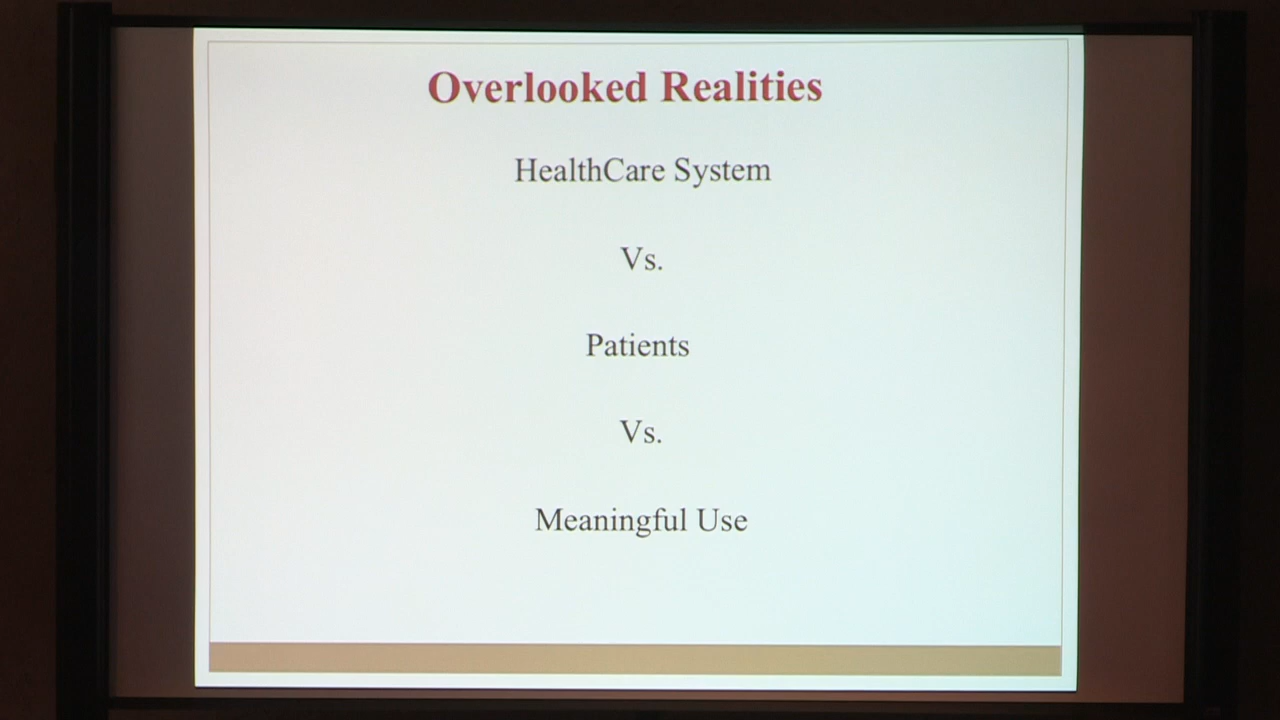 Overlooked Realities
HealthCare System
Vs.
Patients
Vs.
Meaningful Use